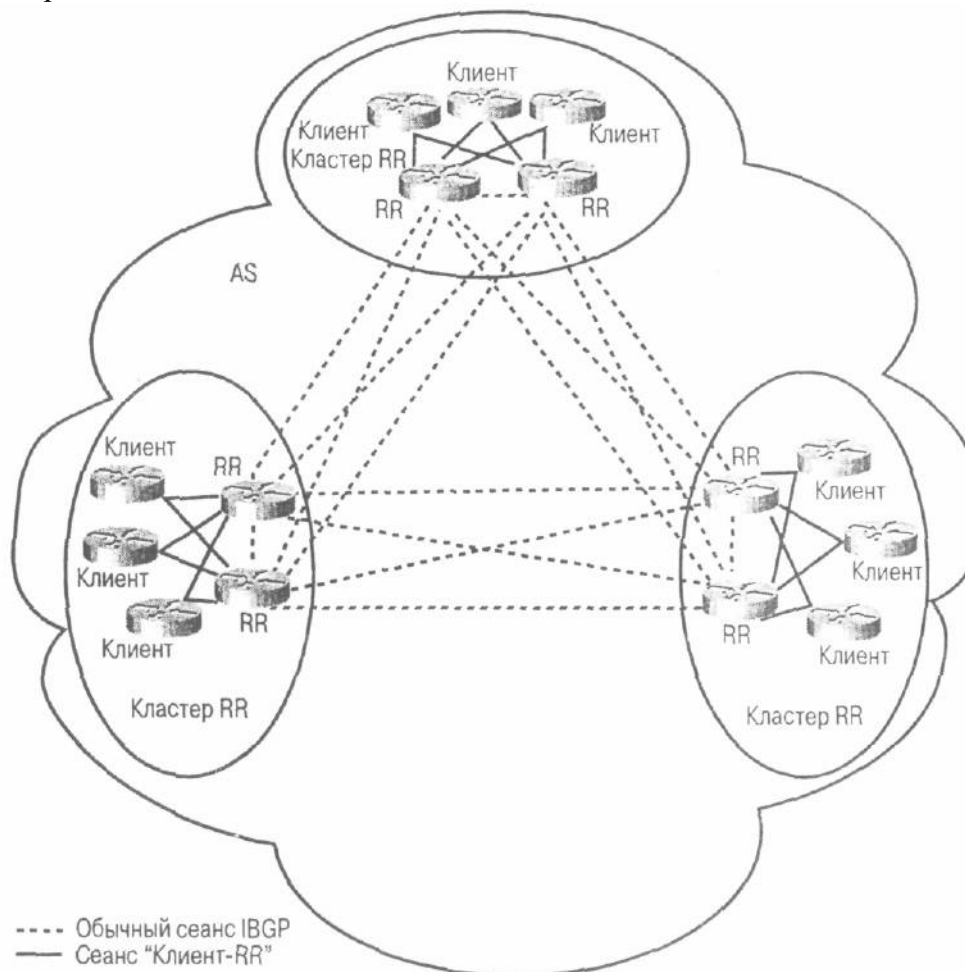 Клиент
Клиент
Клиент
Кластер RR
RR
RR
AS
Клиент
RR
Клиент
RR
Клиент
Кластер RR
RR
Клиент
Клиент
RR
Клиент
Кластер RR
Обычный сеанс IBGP
Сеанс "Клиент-RR"